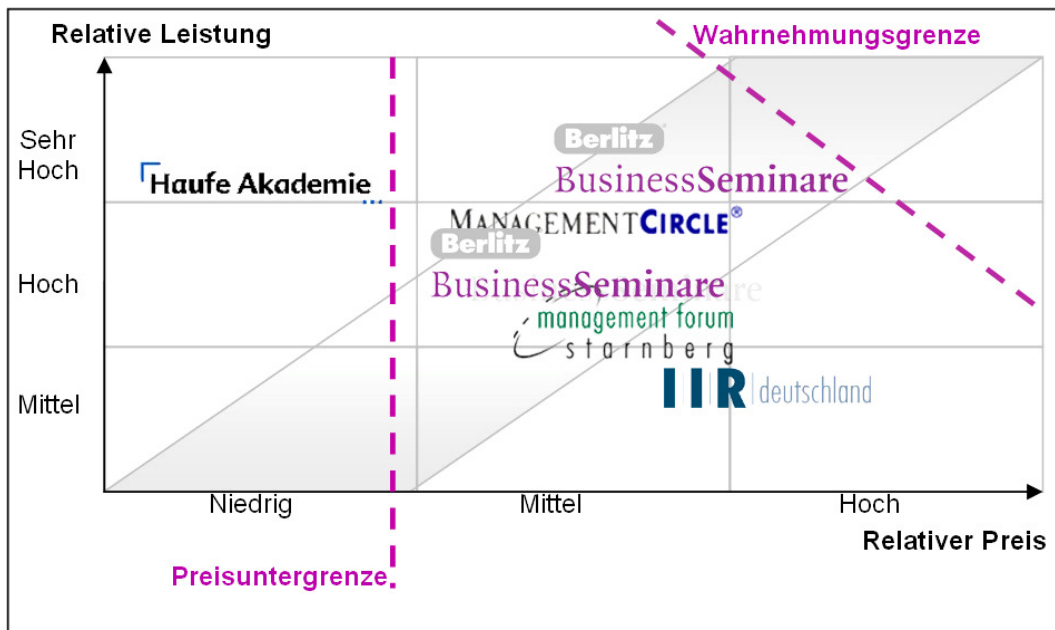 Relative Leistung
Wahrnehmungsgrenze
Sehr
Hoch
Haufe Akademie
Berlitz
BusinessSeminare
MANAGEMENTCIRCLE®
Berlitz
Hoch
BusinessSeminare
management forum
starnberg
Mittel
IIR deutschland
Niedrig
Mittel
Hoch
Relativer Preis
Preisuntergrenze